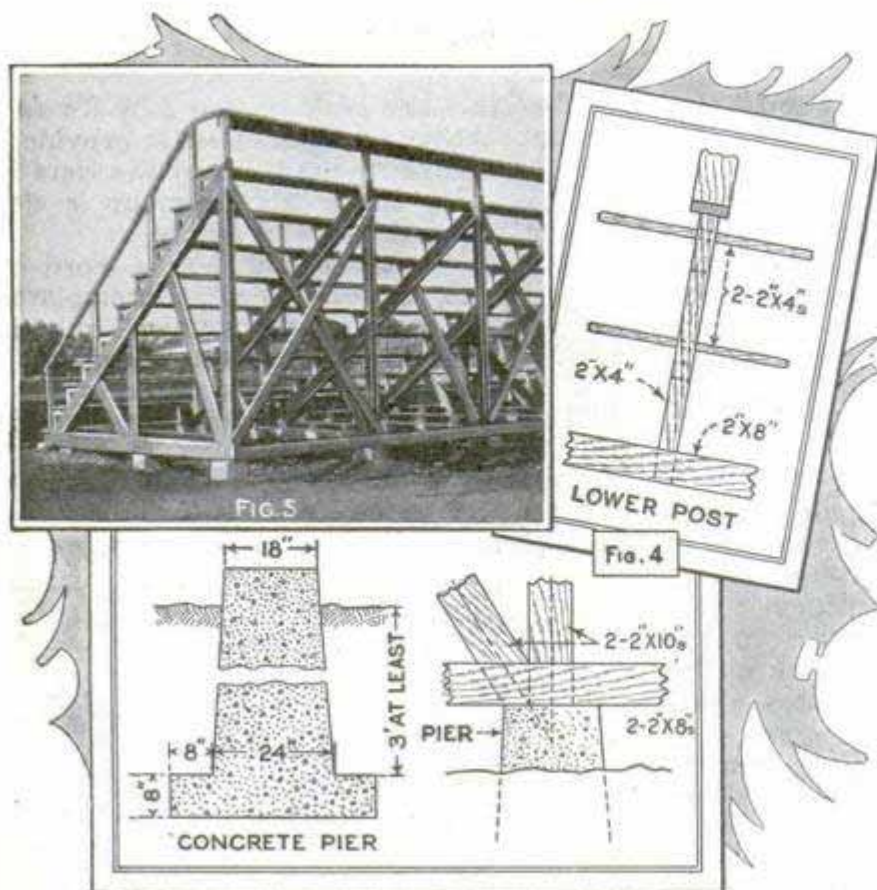 FIG. 5
2-2"X4"s
2"X4"
2"X8"
LOWER POST
FIG. 4
18"
3' AT LEAST
8"
24"
8"
CONCRETE PIER
2-2"X10"s
PIER
2-2"X8"s